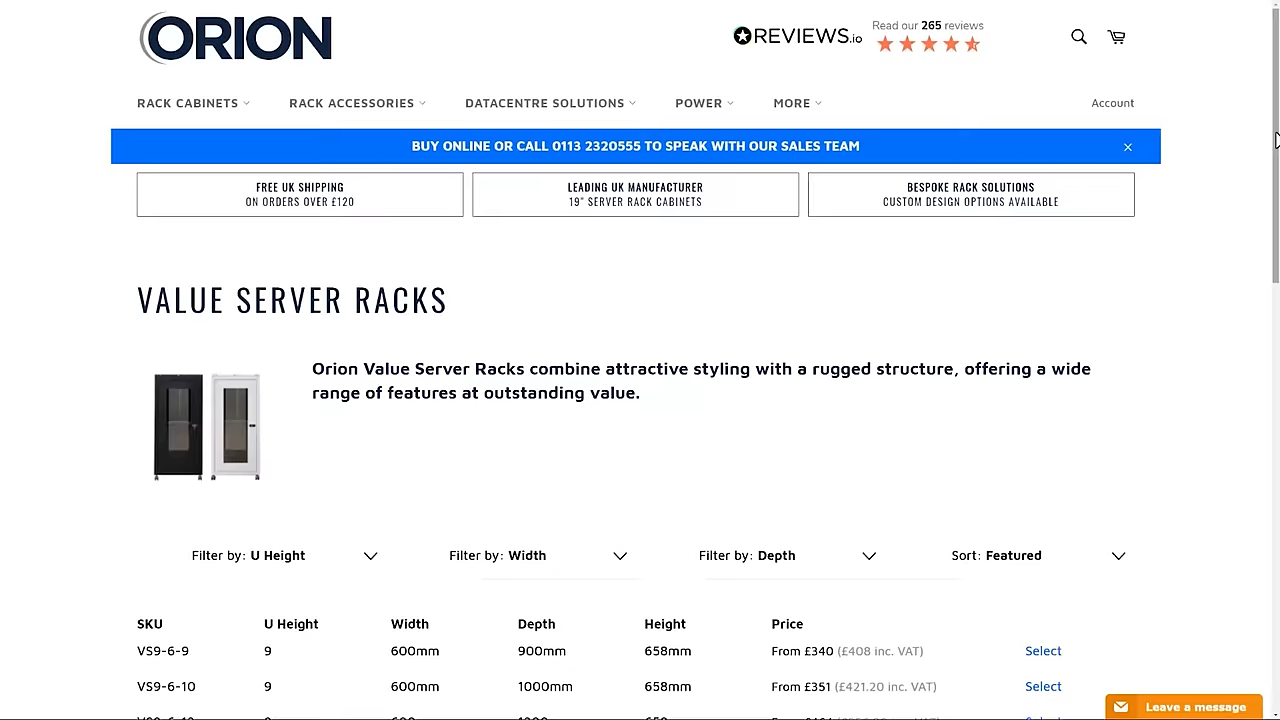 ORION
REVIEWS.io
Read our 265 reviews
RACK CABINETS
RACK ACCESSORIES
DATACENTRE SOLUTIONS
POWER
MORE
Account
BUY ONLINE OR CALL 0113 2320555 TO SPEAK WITH OUR SALES TEAM
×
FREE UK SHIPPING
ON ORDERS OVER £120
LEADING UK MANUFACTURER
19" SERVER RACK CABINETS
BESPOKE RACK SOLUTIONS
CUSTOM DESIGN OPTIONS AVAILABLE
VALUE SERVER RACKS
Orion Value Server Racks combine attractive styling with a rugged structure, offering a wide
range of features at outstanding value.
Filter by: U Height
Filter by: Width
Filter by: Depth
Sort: Featured
SKU U Height Width Depth Height Price
VS9-6-9 9 600mm 900mm 658mm From £340 (£408 inc. VAT) Select
VS9-6-10 9 600mm 1000mm 658mm From £351 (£421.20 inc. VAT) Select
Leave a message